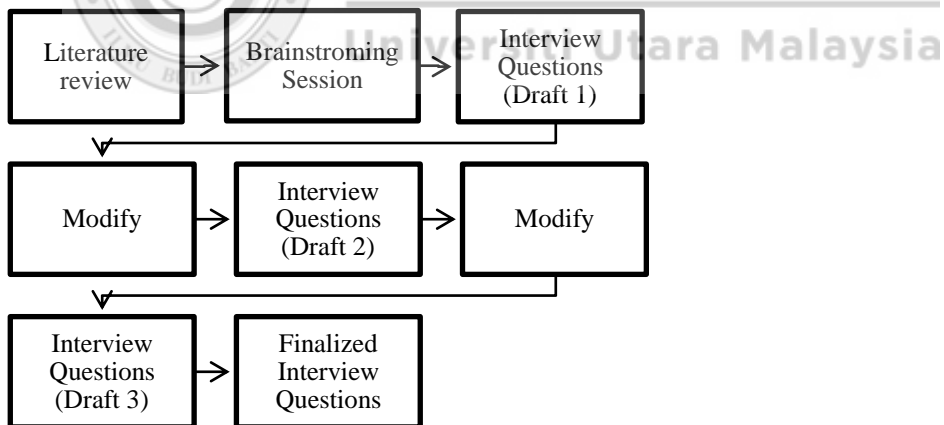 Universiti Utara Malaysia
Literature
review
Brainstroming
Session
Interview
Questions
(Draft 1)
Modify
Interview
Questions
(Draft 2)
Modify
Interview
Questions
(Draft 3)
Finalized
Interview
Questions